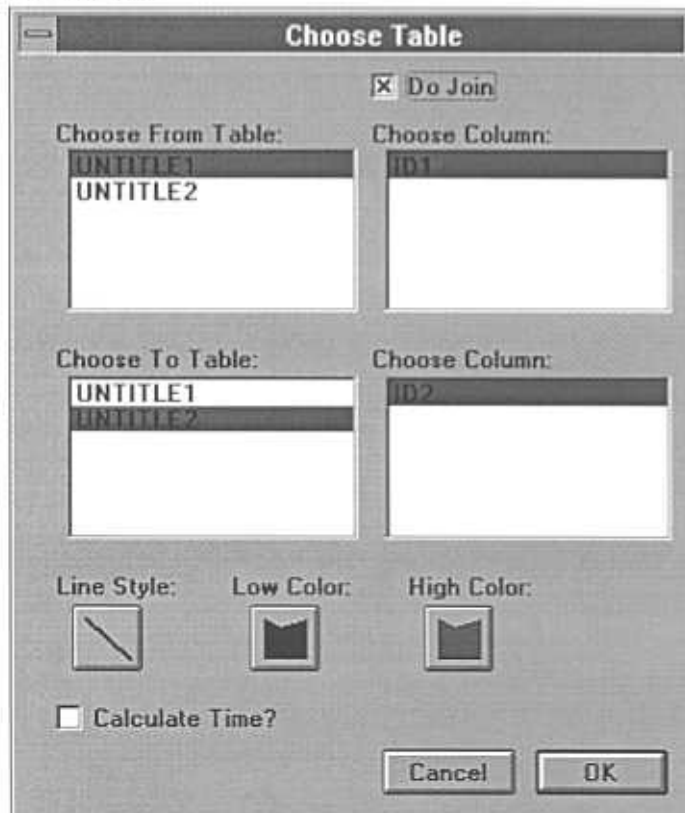 Choose Table
Do Join
Choose From Table:
UNTITLE1
UNTITLE2
Choose Column:
ID1
Choose To Table:
UNTITLE1
UNTITLE2
Choose Column:
ID2
Line Style:
Low Color:
High Color:
Calculate Time?
Cancel
OK